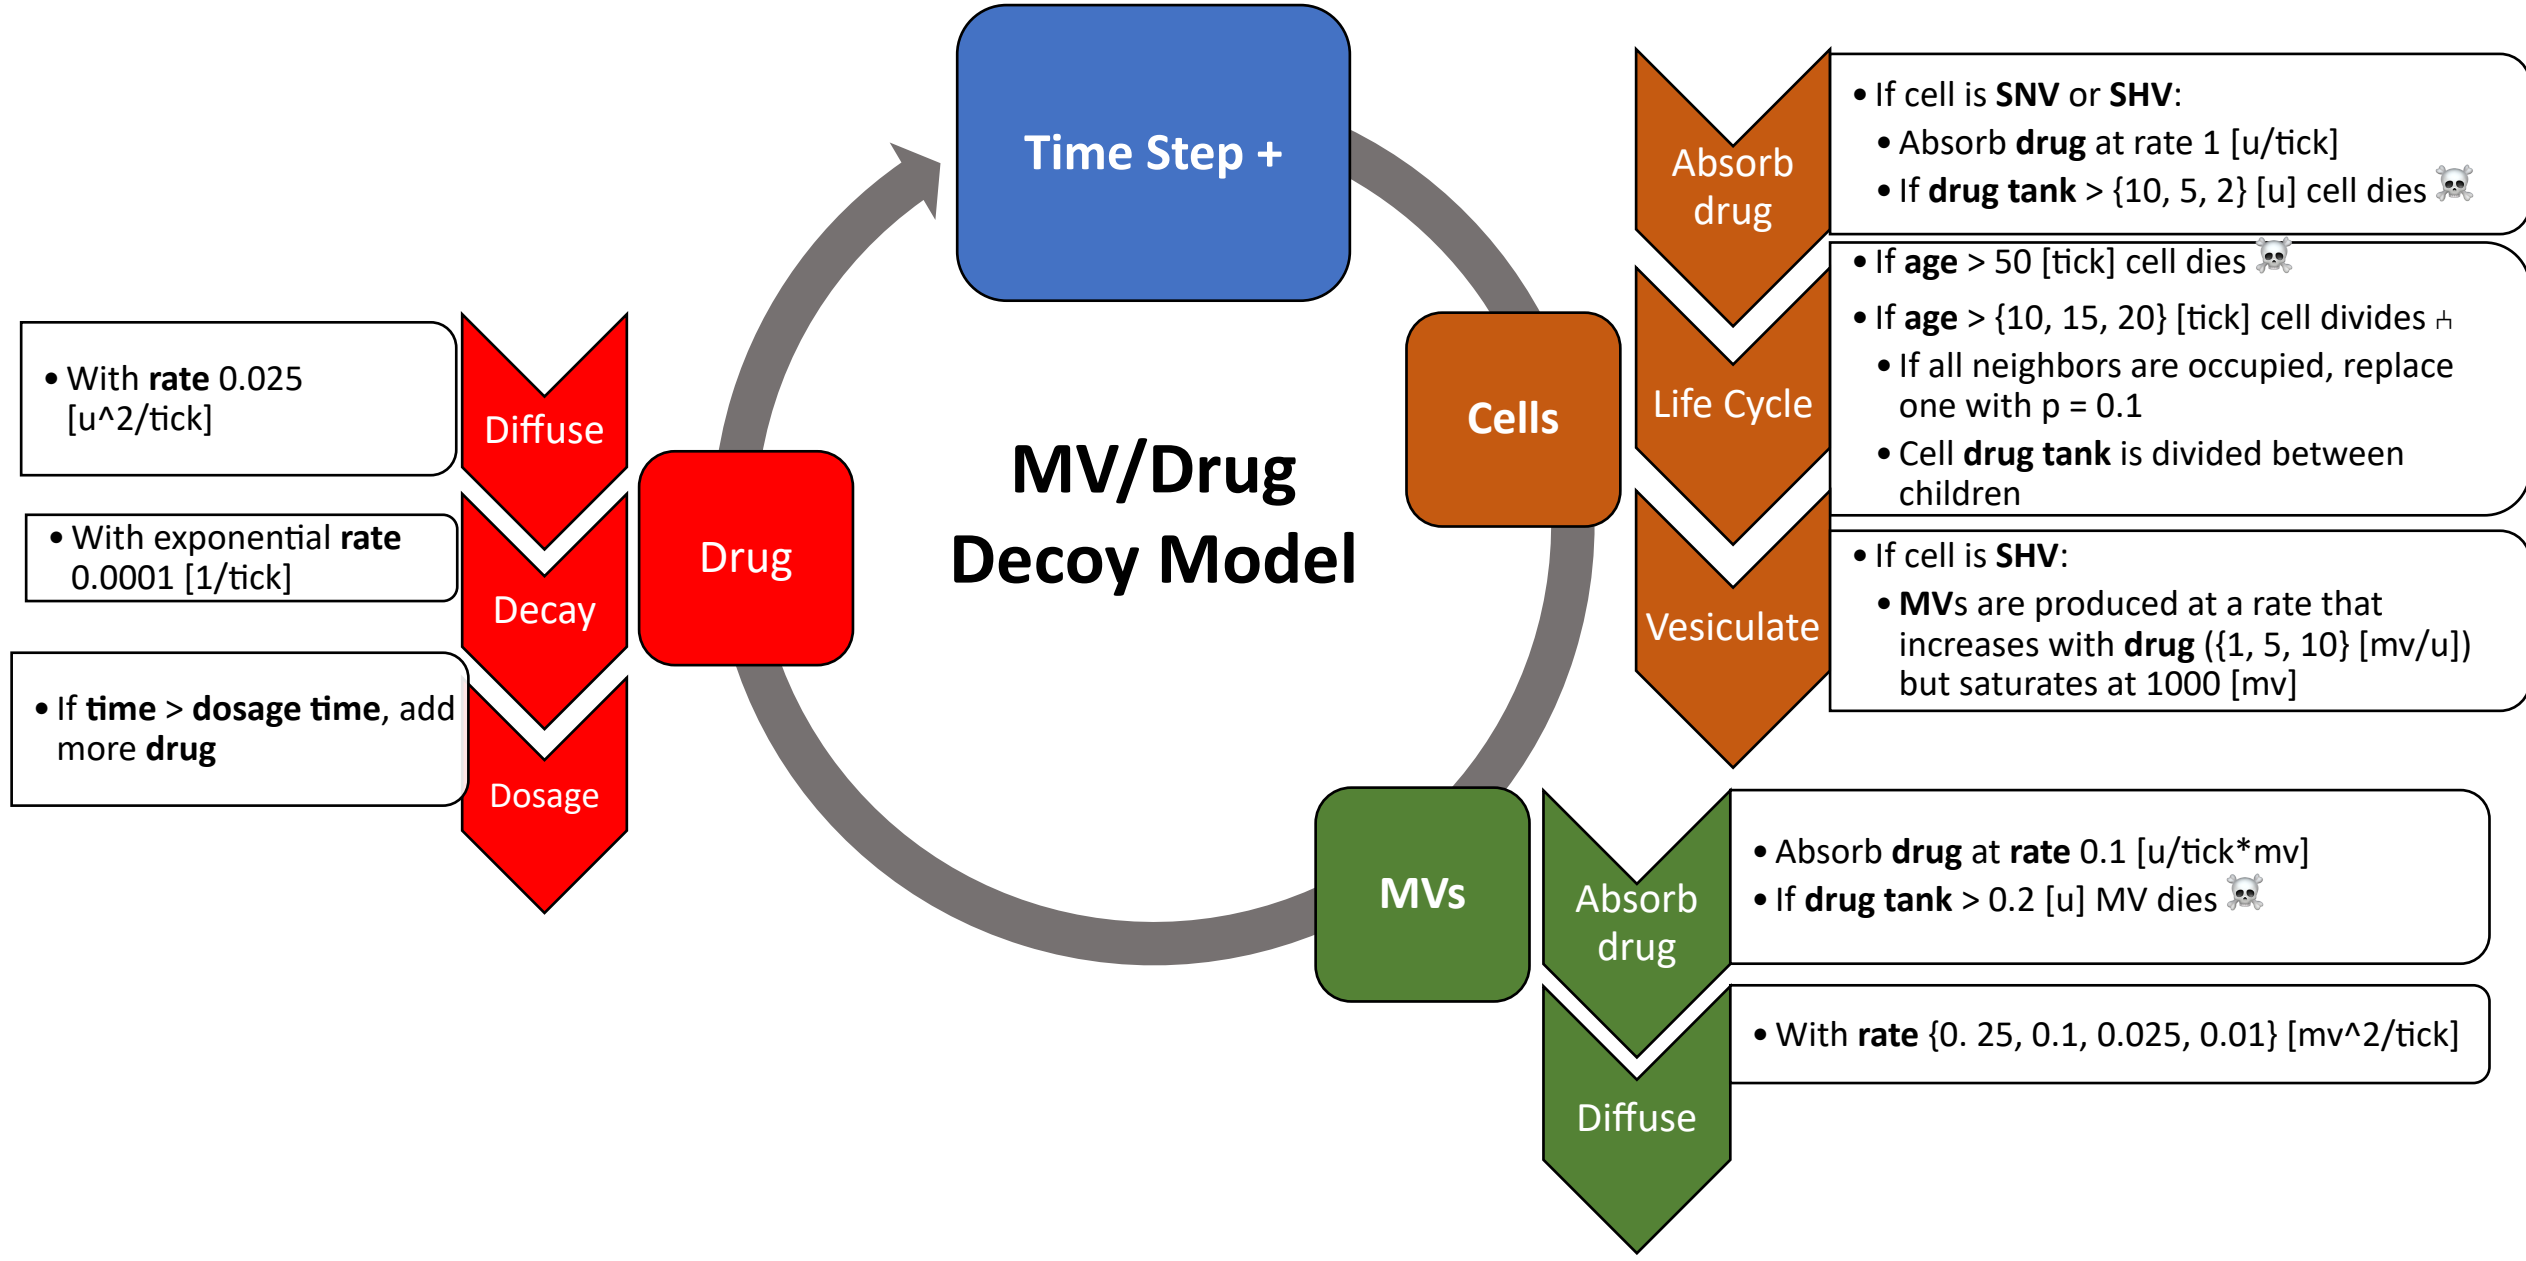 Time Step +
MV/Drug
Decoy Model
Cells
Absorb
drug
• If cell is SNV or SHV:
• Absorb drug at rate 1 [u/tick]
• If drug tank > {10, 5, 2} [u] cell dies ☠️
Life Cycle
• If age > 50 [tick] cell dies ☠️
• If age > {10, 15, 20} [tick] cell divides ⑃
• If all neighbors are occupied, replace
one with p = 0.1
• Cell drug tank is divided between
children
Vesiculate
• If cell is SHV:
• MVs are produced at a rate that
increases with drug ({1, 5, 10} [mv/u])
but saturates at 1000 [mv]
MVs
Absorb
drug
• Absorb drug at rate 0.1 [u/tick*mv]
• If drug tank > 0.2 [u] MV dies ☠️
Diffuse
• With rate {0. 25, 0.1, 0.025, 0.01} [mv^2/tick]
Drug
Diffuse
• With rate 0.025
[u^2/tick]
Decay
• With exponential rate
0.0001 [1/tick]
Dosage
• If time > dosage time, add
more drug